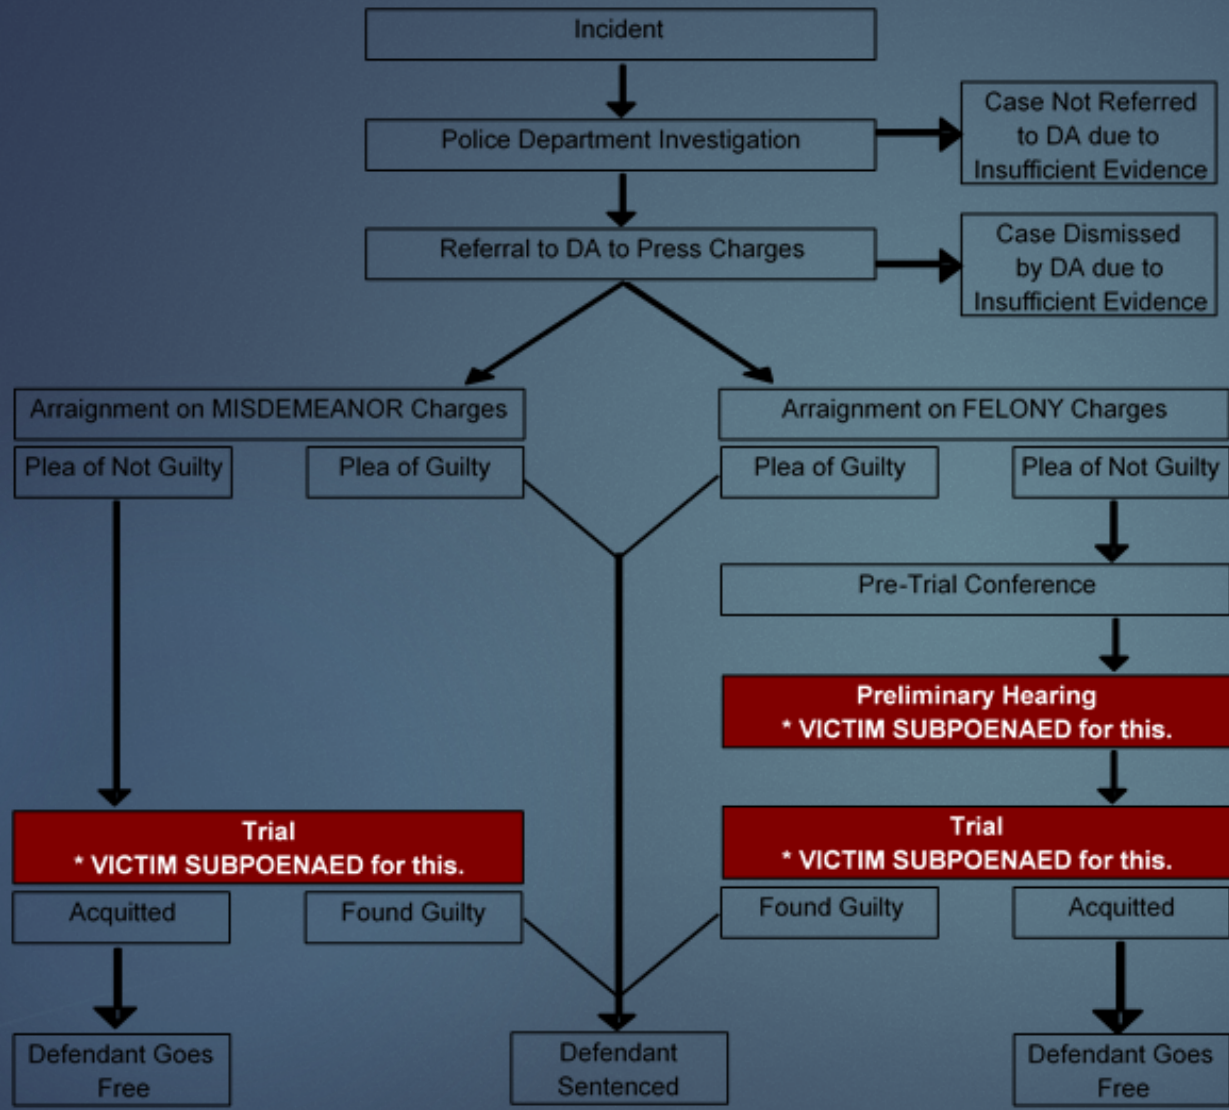 Incident
Police Department Investigation
Case Not Referred
to DA due to
Insufficient Evidence
Referral to DA to Press Charges
Case Dismissed
by DA due to
Insufficient Evidence
Arraignment on MISDEMEANOR Charges
Arraignment on FELONY Charges
Plea of Not Guilty
Plea of Guilty
Plea of Guilty
Plea of Not Guilty
Pre-Trial Conference
Preliminary Hearing
* VICTIM SUBPOENAED for this.
Trial
* VICTIM SUBPOENAED for this.
Trial
* VICTIM SUBPOENAED for this.
Acquitted
Found Guilty
Found Guilty
Acquitted
Defendant Goes
Free
Defendant
Sentenced
Defendant Goes
Free